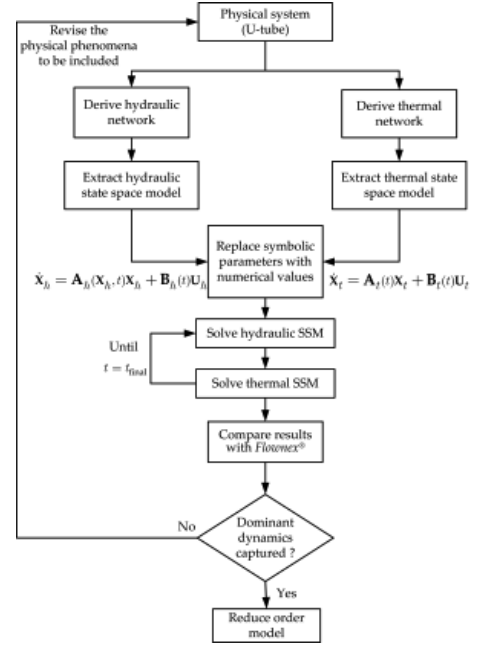 Physical system
(U-tube)
Revise the
physical phenomena
to be included
Derive hydraulic
network
Derive thermal
network
Extract hydraulic
state space model
Extract thermal state
space model
Replace symbolic
parameters with
numerical values
Ẋₕ = Aₕ(Xₕ,t)Xₕ + Bₕ(t)Uₕ
Ẋₜ = Aₜ(t)Xₜ + Bₜ(t)Uₜ
Solve hydraulic SSM
Until
t = t_final
Solve thermal SSM
Compare results
with Flownex®
No
Dominant
dynamics
captured ?
Yes
Reduce order
model